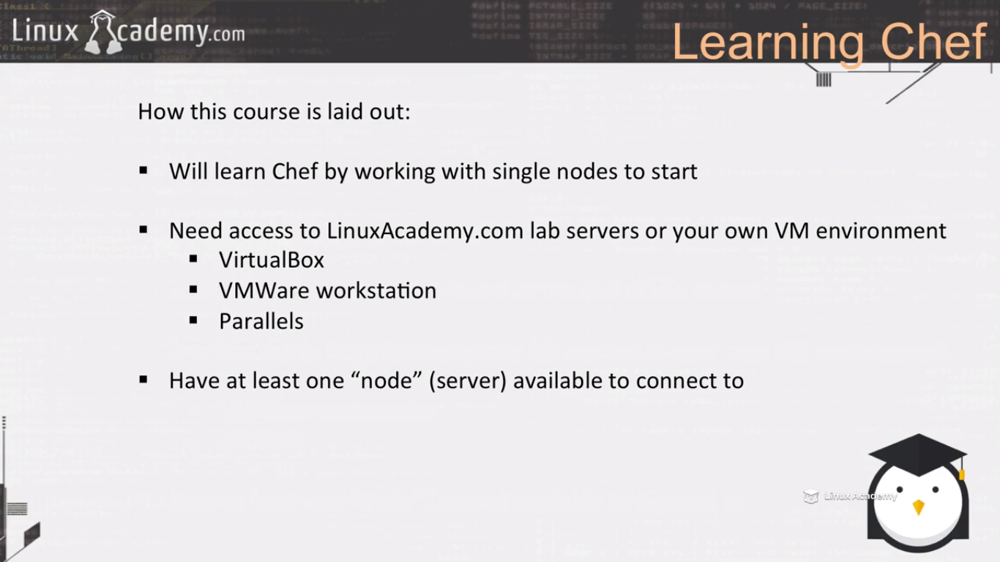 Linux Academy.com
Learning Chef
How this course is laid out:
▪ Will learn Chef by working with single nodes to start
▪ Need access to LinuxAcademy.com lab servers or your own VM environment
▪ VirtualBox
▪ VMWare workstation
▪ Parallels
▪ Have at least one “node” (server) available to connect to
Linux Academy